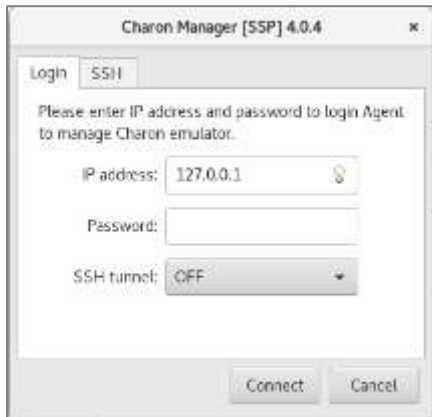 Charon Manager [SSP] 4.0.4
Login SSH
Please enter IP address and password to login Agent
to manage Charon emulator.
IP address: 127.0.0.1
Password:
SSH tunnel: OFF
Connect Cancel